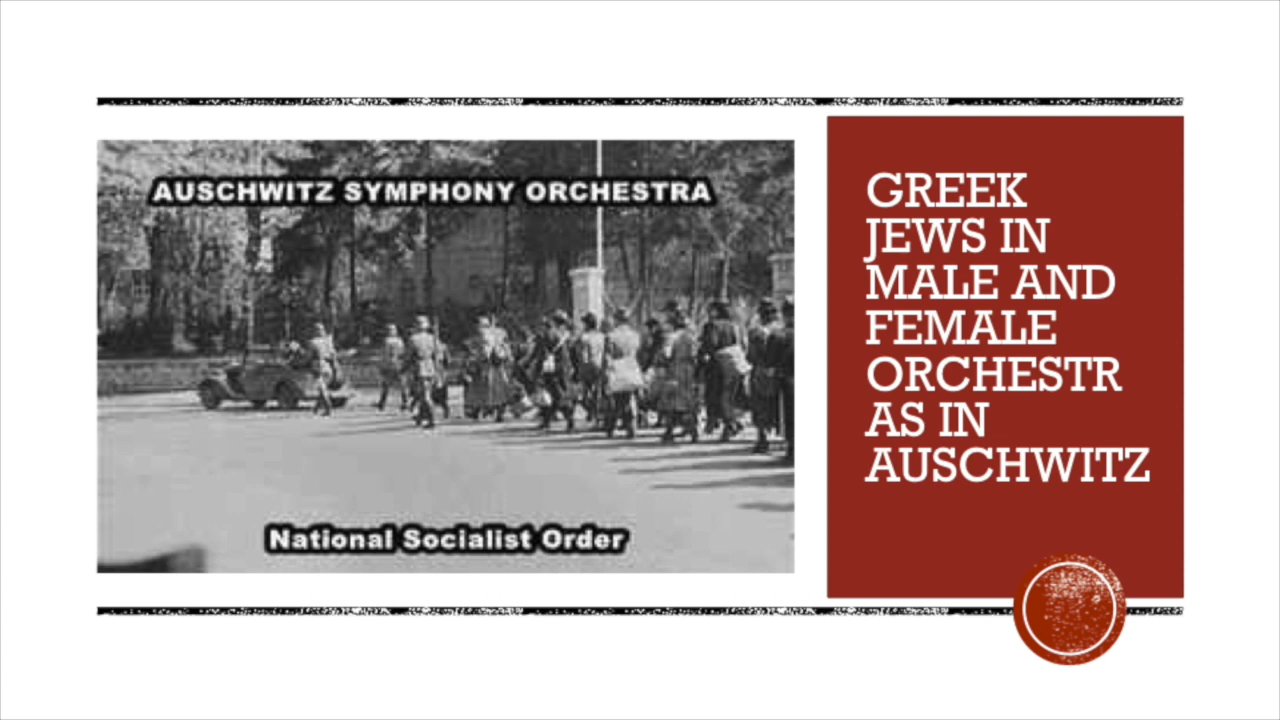 AUSCHWITZ SYMPHONY ORCHESTRA
National Socialist Order
GREEK
JEWS IN
MALE AND
FEMALE
ORCHESTR
AS IN
AUSCHWITZ